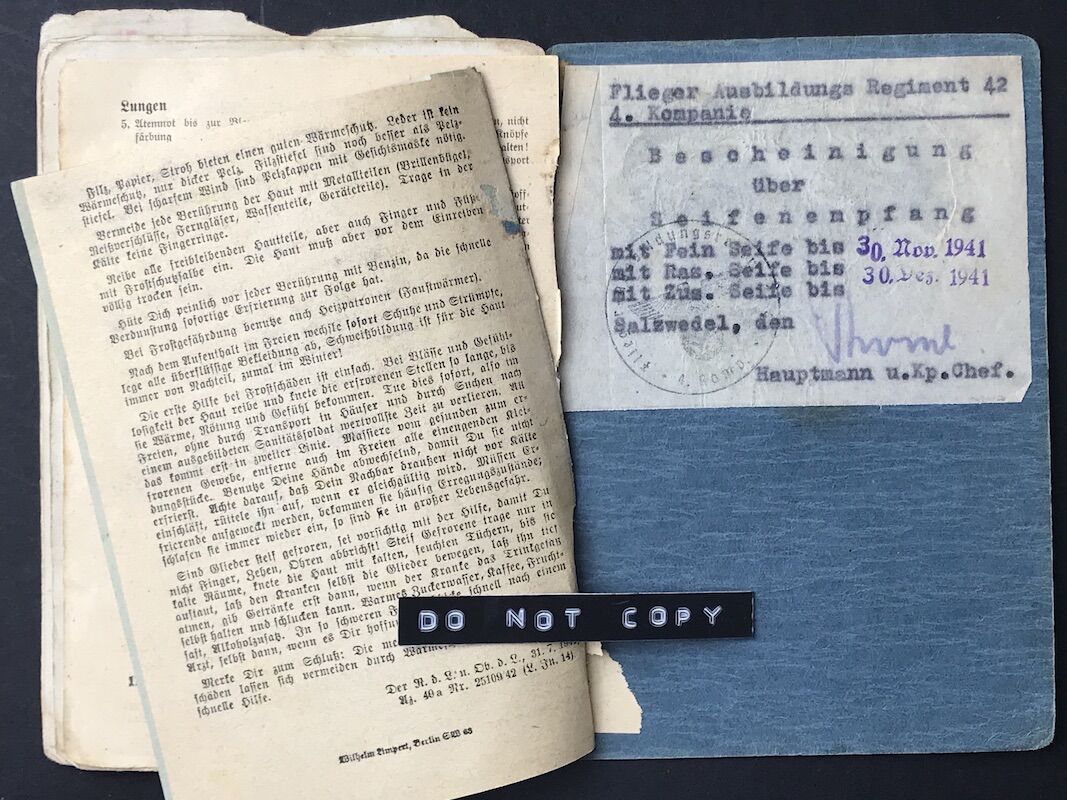 Lungen
5. Atemnot bis zur
färbung
nicht
Knöpfe
halten!
Filz, Papier, Stroh bieten einen guten Wärmeschutz. Leder ist kein
Wärmeschutz, nur dicker Pelz. Filzstiefel sind noch besser als Pelz-
stiefel. Bei scharfem Wind sind Pelzkappen mit Gesichtsmaske nötig.
Vermeide jede Berührung der Haut mit Metallteilen (Brillenbügel,
Reißverschlüsse, Ferngläser, Waffenteile, Geräteteile). Trage in der
Kälte keine Fingerringe.
Reibe alle freibleibenden Hautteile, aber auch Finger und Füße
mit Frostschutzsalbe ein. Die Haut muß aber vor dem Einreiben
völlig trocken sein.
Hüte Dich peinlich vor jeder Berührung mit Benzin, da die schnelle
Verdunstung sofortige Erfrierung zur Folge hat.
Bei Frostgefährdung benutze auch Heizpatronen (Faustwärmer).
Nach dem Aufenthalt im Freien wechsle sofort Schuhe und Strümpfe,
lege alle überflüssige Bekleidung ab, Schweißbildung ist für die Haut
immer von Nachteil, zumal im Winter!
Die erste Hilfe bei Frostschäden ist einfach. Bei Blässe und Gefühl-
losigkeit der Haut reibe und knete die erfrorenen Stellen so lange, bis
sie Wärme, Rötung und Gefühl bekommen. Tue dies sofort, also im
Freien, ohne durch Transport in Häuser und durch Suchen nach
einem ausgebildeten Sanitätssoldat wertvollste Zeit zu verlieren. All
das kommt erst in zweiter Linie. Massiere vom gesunden zum er-
frorenen Gewebe, entferne auch im Freien alle einengenden Klei-
dungsstücke. Benutze Deine Hände abwechselnd, damit Du sie nicht
erfrierst. Achte darauf, daß Dein Nachbar draußen nicht vor Kälte
einschläft, rüttele ihn auf, wenn er gleichgültig wird. Müssen Er-
frierende aufgeweckt werden, bekommen sie häufig Erregungszustände;
schlafen sie immer wieder ein, so sind sie in großer Lebensgefahr.
Sind Glieder steif gefroren, sei vorsichtig mit der Hilfe, damit Du
nicht Finger, Zehen, Ohren abbricht! Steif Gefrorene trage nur in
kalte Räume, knete die Haut mit kalten, feuchten Tüchern, bis sie
auftaut, laß den Kranken selbst die Glieder bewegen, laß ihn tief
atmen, gib Getränke erst dann, wenn der Kranke das Trinkgefäß
selbst halten und schlucken kann. Warmes Zuckerwasser, Kaffee, Frucht-
saft, Alkoholzusatz. In so schweren schnell nach einem
Arzt, selbst dann, wenn es Dir
Merke Dir zum Schluß: Die
schäden lassen sich vermeiden durch
schnelle Hilfe.
Der R. d. L. u. Ob. d. L. 31. 7.
Az. 49a Nr. 25109/42 (L. In. 14)
Wilhelm Limpert, Berlin SW 68
Flieger Ausbildungs Regiment 42
4. Kompanie
Bescheinigung
über
Seifenempfang
mit Fein Seife bis 30. Nov. 1941
mit Ras. Seife bis 30. Dez. 1941
mit Zus. Seife bis
Salzwedel, den
Hauptmann u.Kp.Chef.
DO NOT COPY